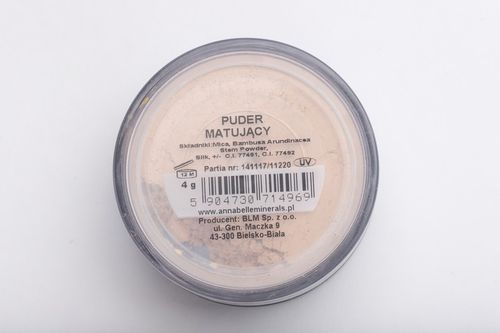 PUDER
MATUJĄCY
Składniki:Mica, Bambusa Arundinacea
Stem Powder,
Silk, +/- C.I. 77491, C.I. 77492
Partia nr: 141117/11220 UV
12 M
4 g
5 904730 714969
www.annabelleminerals.pl
Producent: BLM Sp. z o.o.
ul. Gen. Maczka 9
43-300 Bielsko-Biała